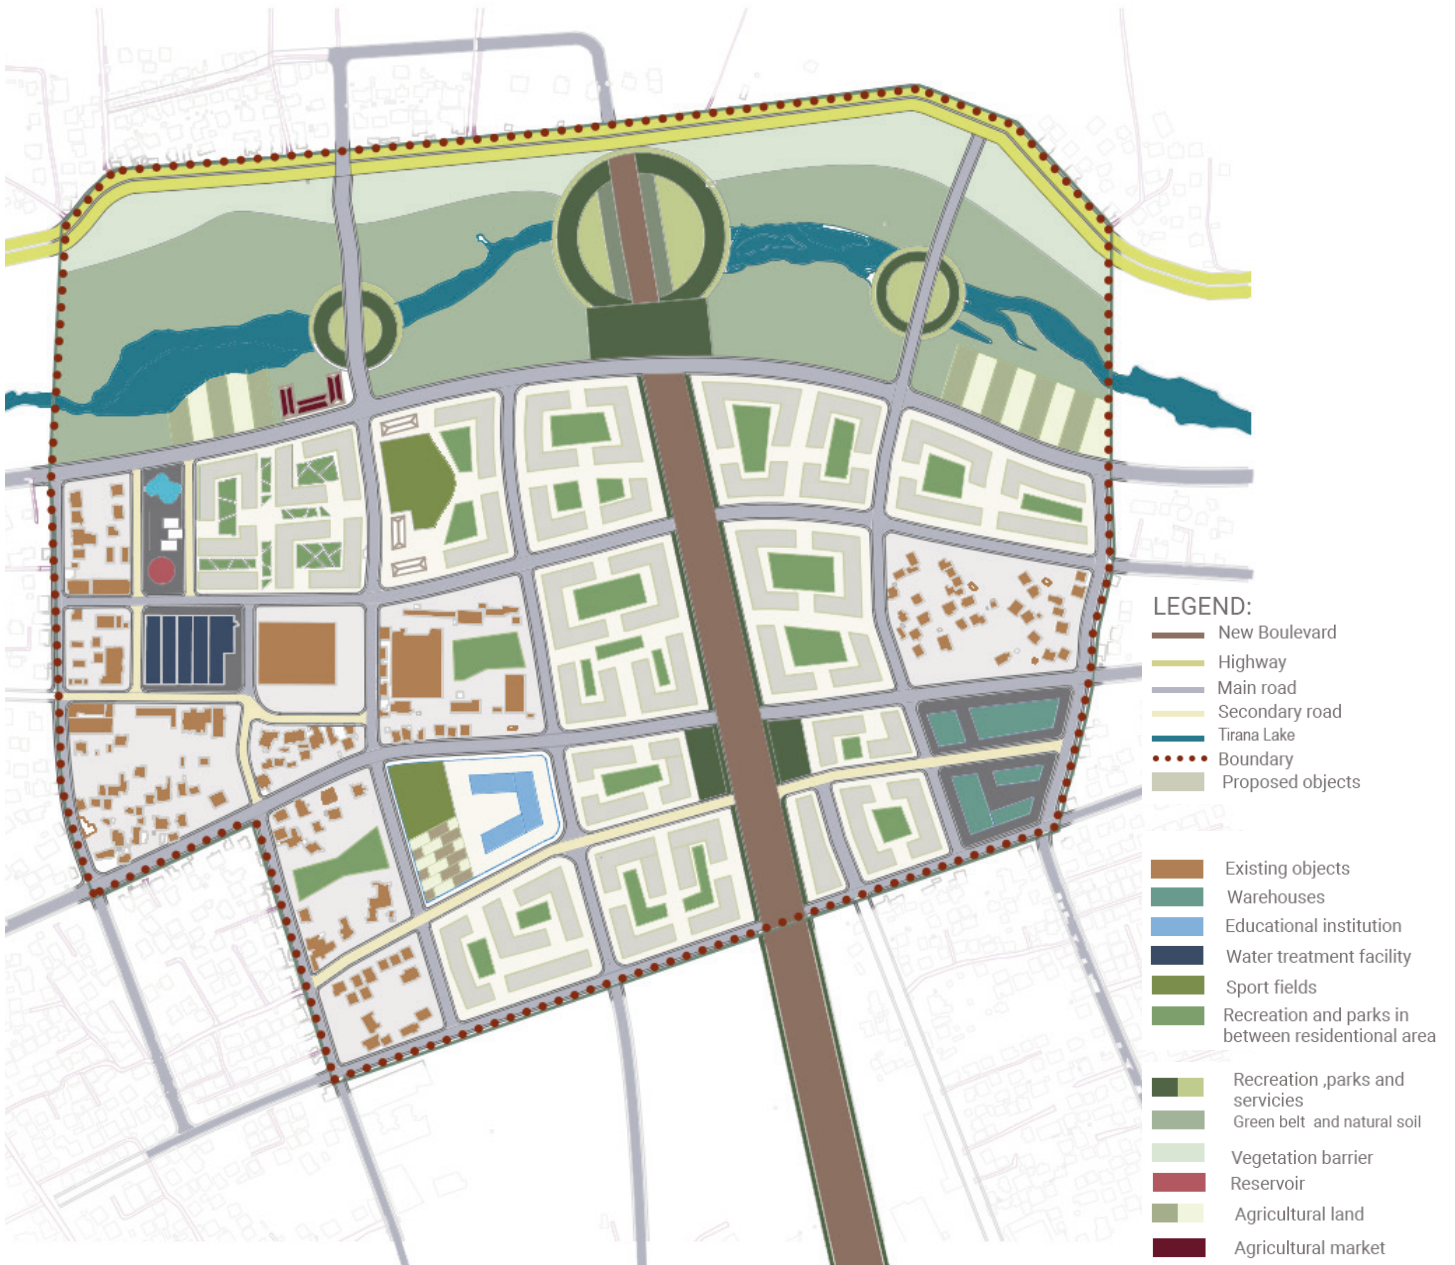 LEGEND:
New Boulevard
Highway
Main road
Secondary road
Tirana Lake
Boundary
Proposed objects
Existing objects
Warehouses
Educational institution
Water treatment facility
Sport fields
Recreation and parks in
between residentional area
Recreation ,parks and
servicies
Green belt and natural soil
Vegetation barrier
Reservoir
Agricultural land
Agricultural market